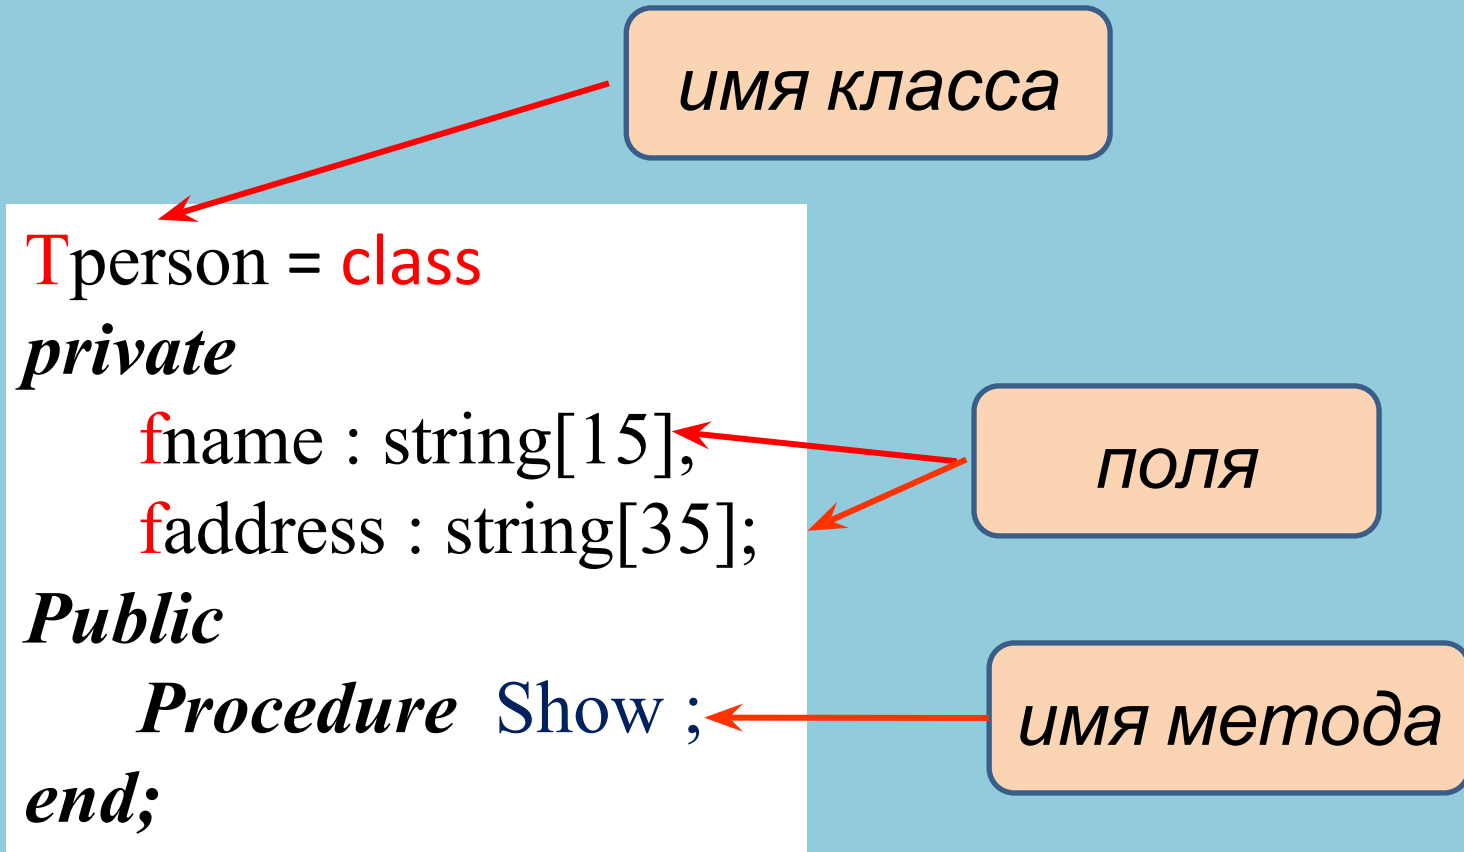 имя класса
Tperson = class
private
fname : string[15];
поля
faddress : string[35];
Public
Procedure Show ;
имя метода
end;